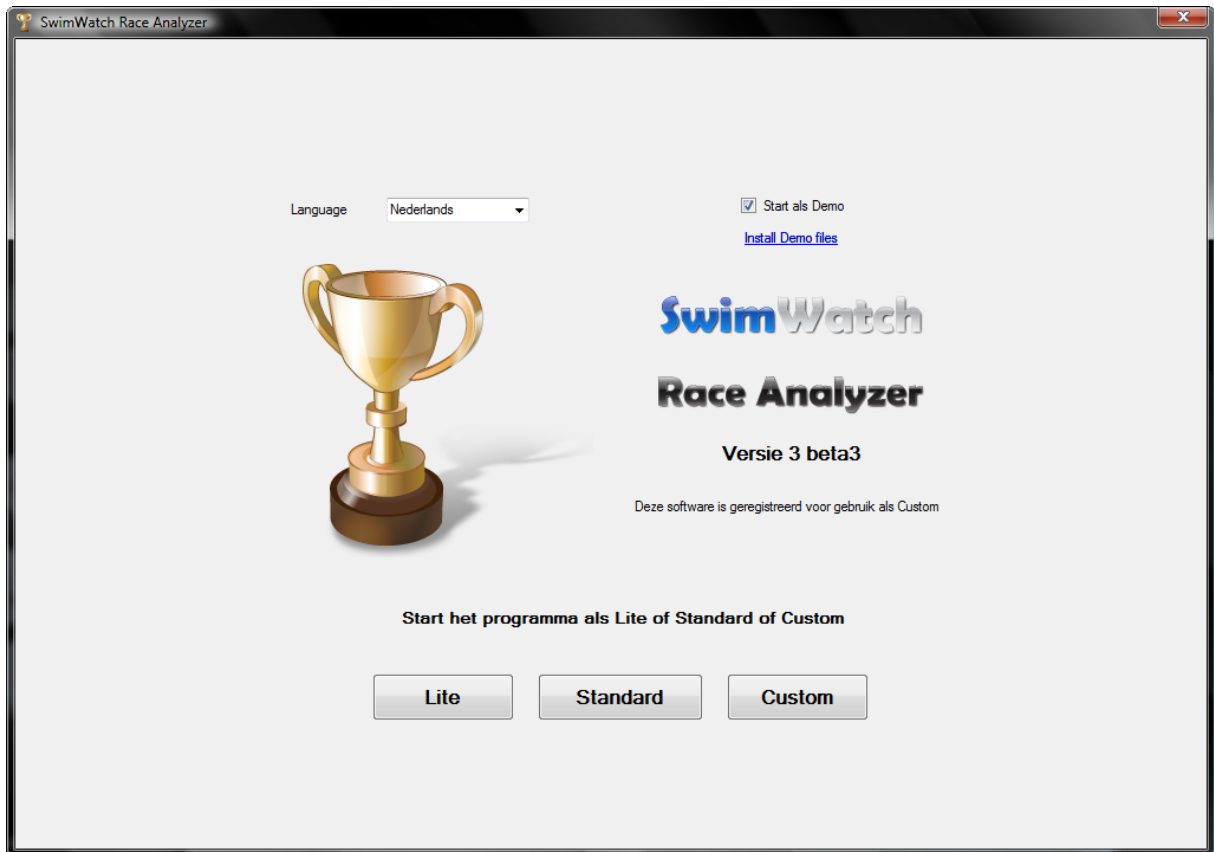 SwimWatch Race Analyzer
Language
Nederlands
Start als Demo
Install Demo files
SwimWatch
Race Analyzer
Versie 3 beta3
Deze software is geregistreerd voor gebruik als Custom
Start het programma als Lite of Standard of Custom
Lite
Standard
Custom